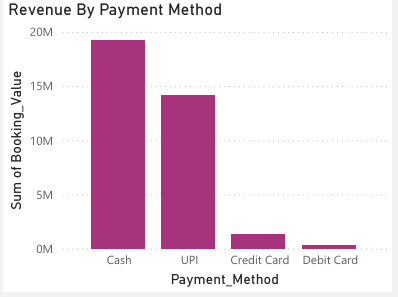 Revenue By Payment Method
20M
15M
10M
5M
0M
Sum of Booking_Value
Cash UPI Credit Card Debit Card
Payment_Method